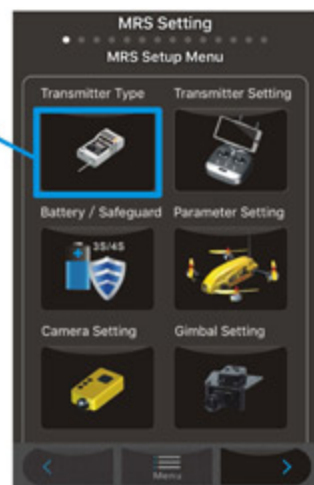 MRS Setting
MRS Setup Menu
Transmitter Type Transmitter Setting
Battery / Safeguard Parameter Setting
3S/4S
Camera Setting Gimbal Setting
Menu